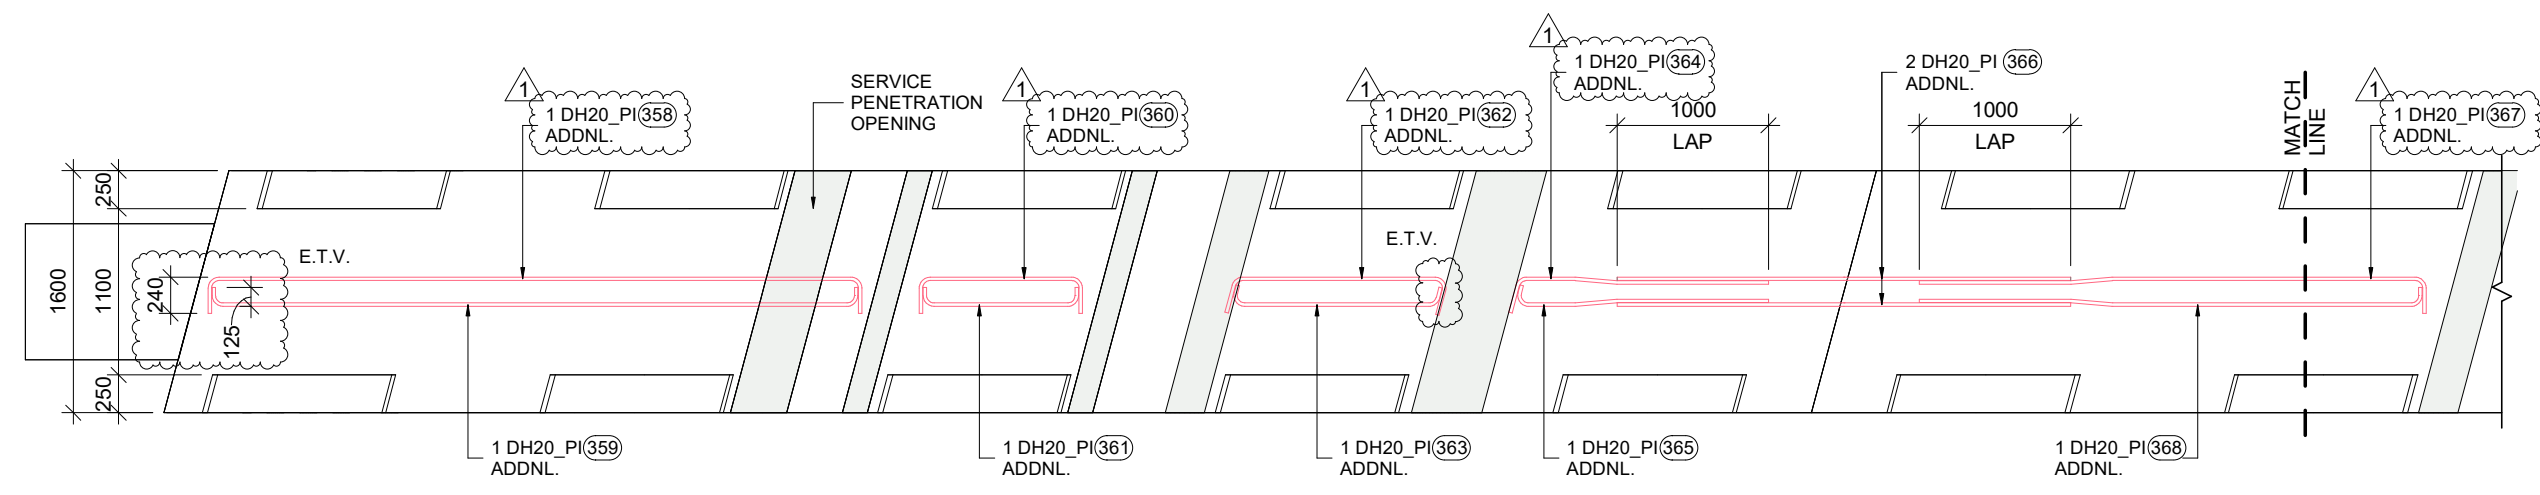 1
1 DH20_PI 358
ADDNL.
SERVICE
PENETRATION
OPENING
1
1 DH20_PI 360
ADDNL.
1
1 DH20_PI 362
ADDNL.
1
1 DH20_PI 364
ADDNL.
1000
LAP
2 DH20_PI 366
ADDNL.
1000
LAP
MATCH
LINE
1
1 DH20_PI 367
ADDNL.
1600
250
1100
250
240
125
E.T.V.
E.T.V.
1 DH20_PI 359
ADDNL.
1 DH20_PI 361
ADDNL.
1 DH20_PI 363
ADDNL.
1 DH20_PI 365
ADDNL.
1 DH20_PI 368
ADDNL.